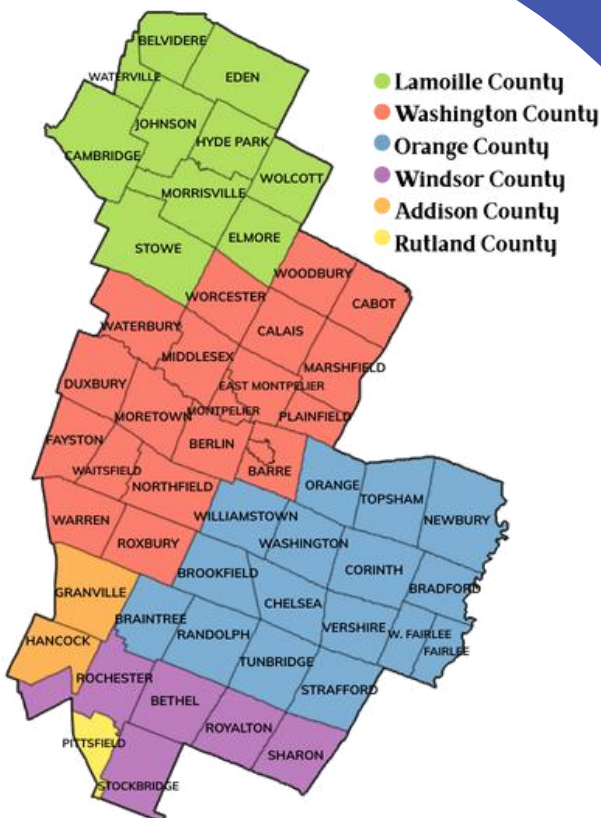 BELVIDERE
WATERVILLE
EDEN
JOHNSON
HYDE PARK
CAMBRIDGE
WOLCOTT
MORRISVILLE
ELMORE
STOWE
Lamoille County
Washington County
Orange County
Windsor County
Addison County
Rutland County
WOODBURY
WORCESTER
CABOT
WATERBURY
CALAIS
MIDDLESEX
MARSHFIELD
DUXBURY
EAST MONTPELIER
MORETOWN
MONTPELIER
PLAINFIELD
FAYSTON
BERLIN
WAITSFIELD
BARRE
NORTHFIELD
WARREN
ROXBURY
ORANGE
TOPSHAM
NEWBURY
WILLIAMSTOWN
WASHINGTON
CORINTH
BROOKFIELD
BRADFORD
CHELSEA
BRAINTREE
RANDOLPH
VERSHIRE
W. FAIRLEE
FAIRLEE
TUNBRIDGE
STRAFFORD
GRANVILLE
HANCOCK
ROCHESTER
BETHEL
ROYALTON
SHARON
PITTSFIELD
STOCKBRIDGE